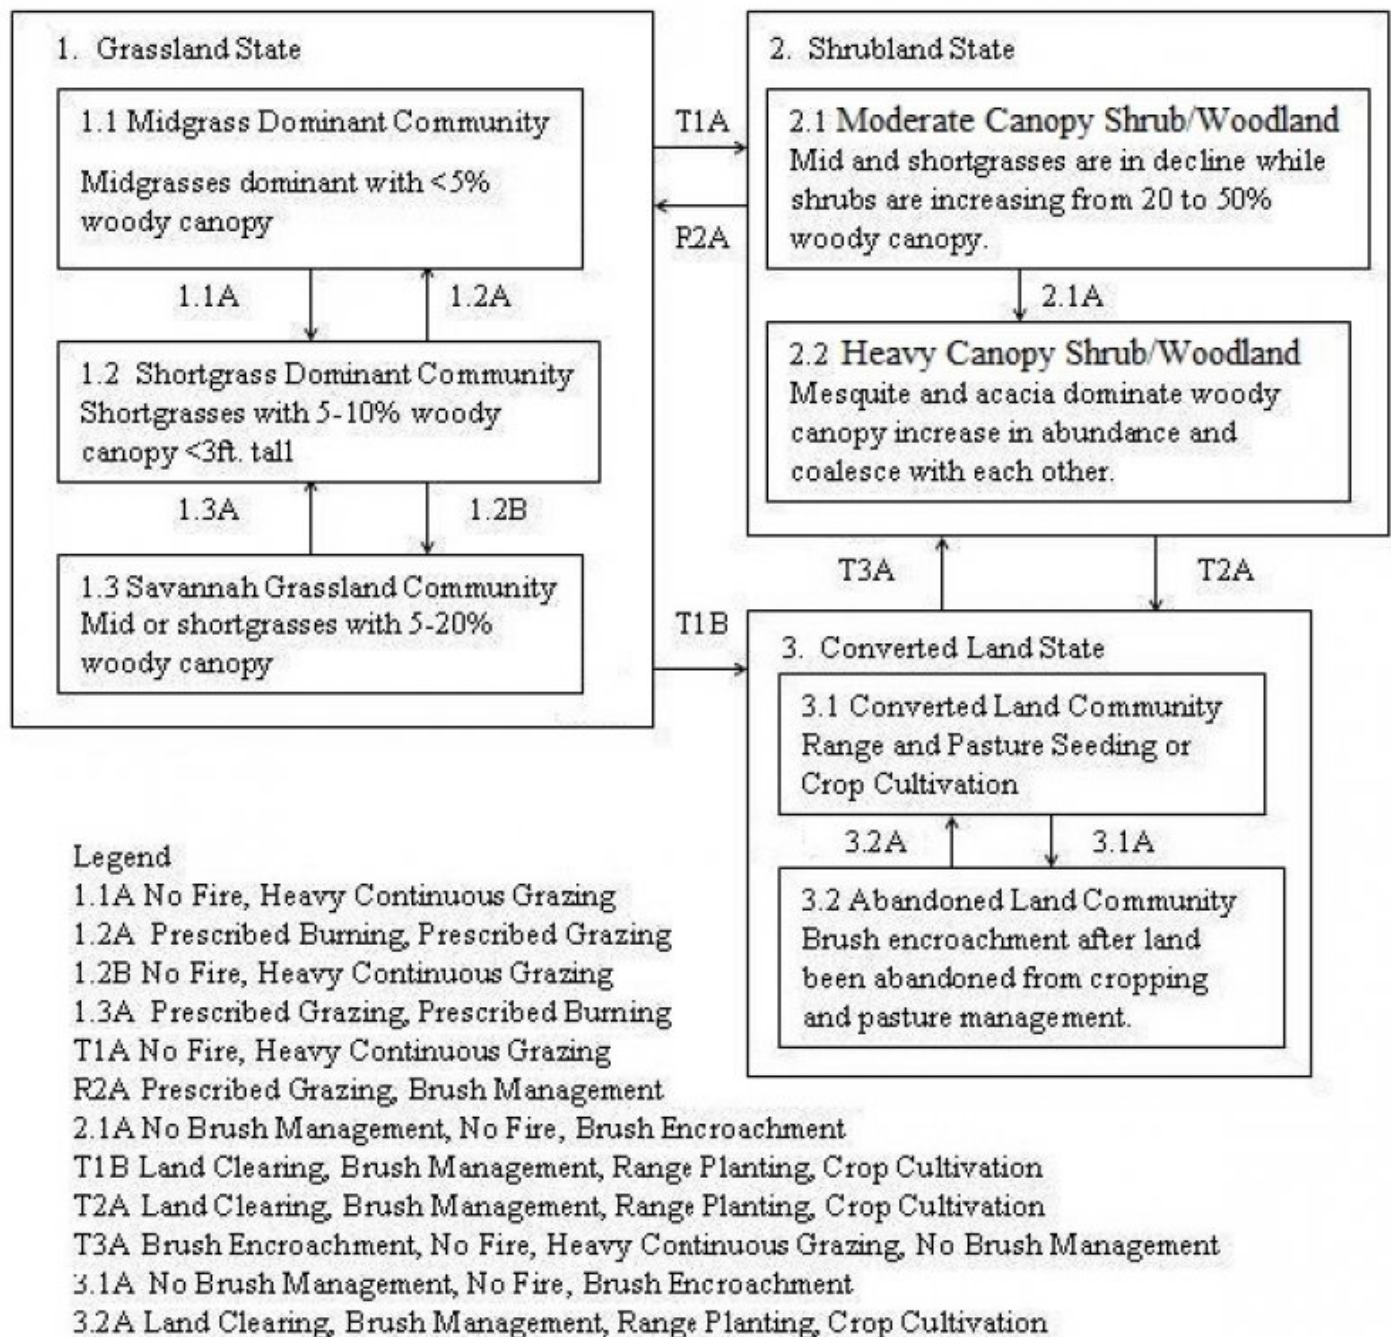 1. Grassland State
1.1 Midgrass Dominant Community
Midgrasses dominant with <5%
woody canopy
1.1A
1.2A
1.2 Shortgrass Dominant Community
Shortgrasses with 5-10% woody
canopy <3ft. tall
1.3A
1.2B
1.3 Savannah Grassland Community
Mid or shortgrasses with 5-20%
woody canopy
T1A
R2A
T1B
2. Shrubland State
2.1 Moderate Canopy Shrub/Woodland
Mid and shortgrasses are in decline while
shrubs are increasing from 20 to 50%
woody canopy.
2.1A
2.2 Heavy Canopy Shrub/Woodland
Mesquite and acacia dominate woody
canopy increase in abundance and
coalesce with each other.
T3A
T2A
3. Converted Land State
3.1 Converted Land Community
Range and Pasture Seeding or
Crop Cultivation
3.2A
3.1A
3.2 Abandoned Land Community
Brush encroachment after land
been abandoned from cropping
and pasture management.
Legend
1.1A No Fire, Heavy Continuous Grazing
1.2A Prescribed Burning, Prescribed Grazing
1.2B No Fire, Heavy Continuous Grazing
1.3A Prescribed Grazing, Prescribed Burning
T1A No Fire, Heavy Continuous Grazing
R2A Prescribed Grazing, Brush Management
2.1A No Brush Management, No Fire, Brush Encroachment
T1B Land Clearing, Brush Management, Range Planting, Crop Cultivation
T2A Land Clearing, Brush Management, Range Planting, Crop Cultivation
T3A Brush Encroachment, No Fire, Heavy Continuous Grazing, No Brush Management
3.1A No Brush Management, No Fire, Brush Encroachment
3.2A Land Clearing, Brush Management, Range Planting, Crop Cultivation